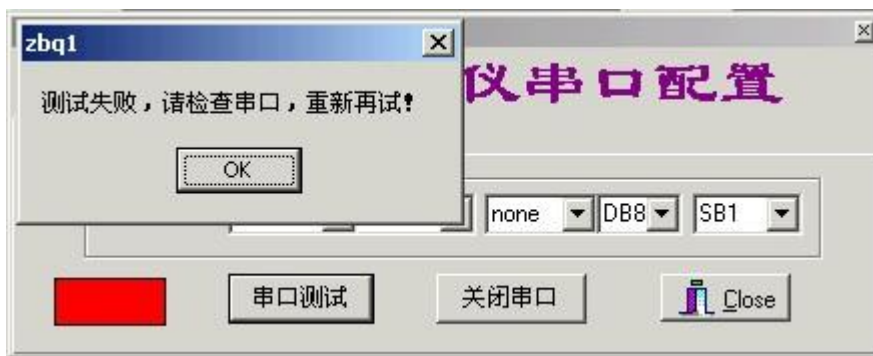 zbq1
测试失败，请检查串口，重新再试!
OK
仪串口配置
none DB8 SB1
串口测试 关闭串口 Close